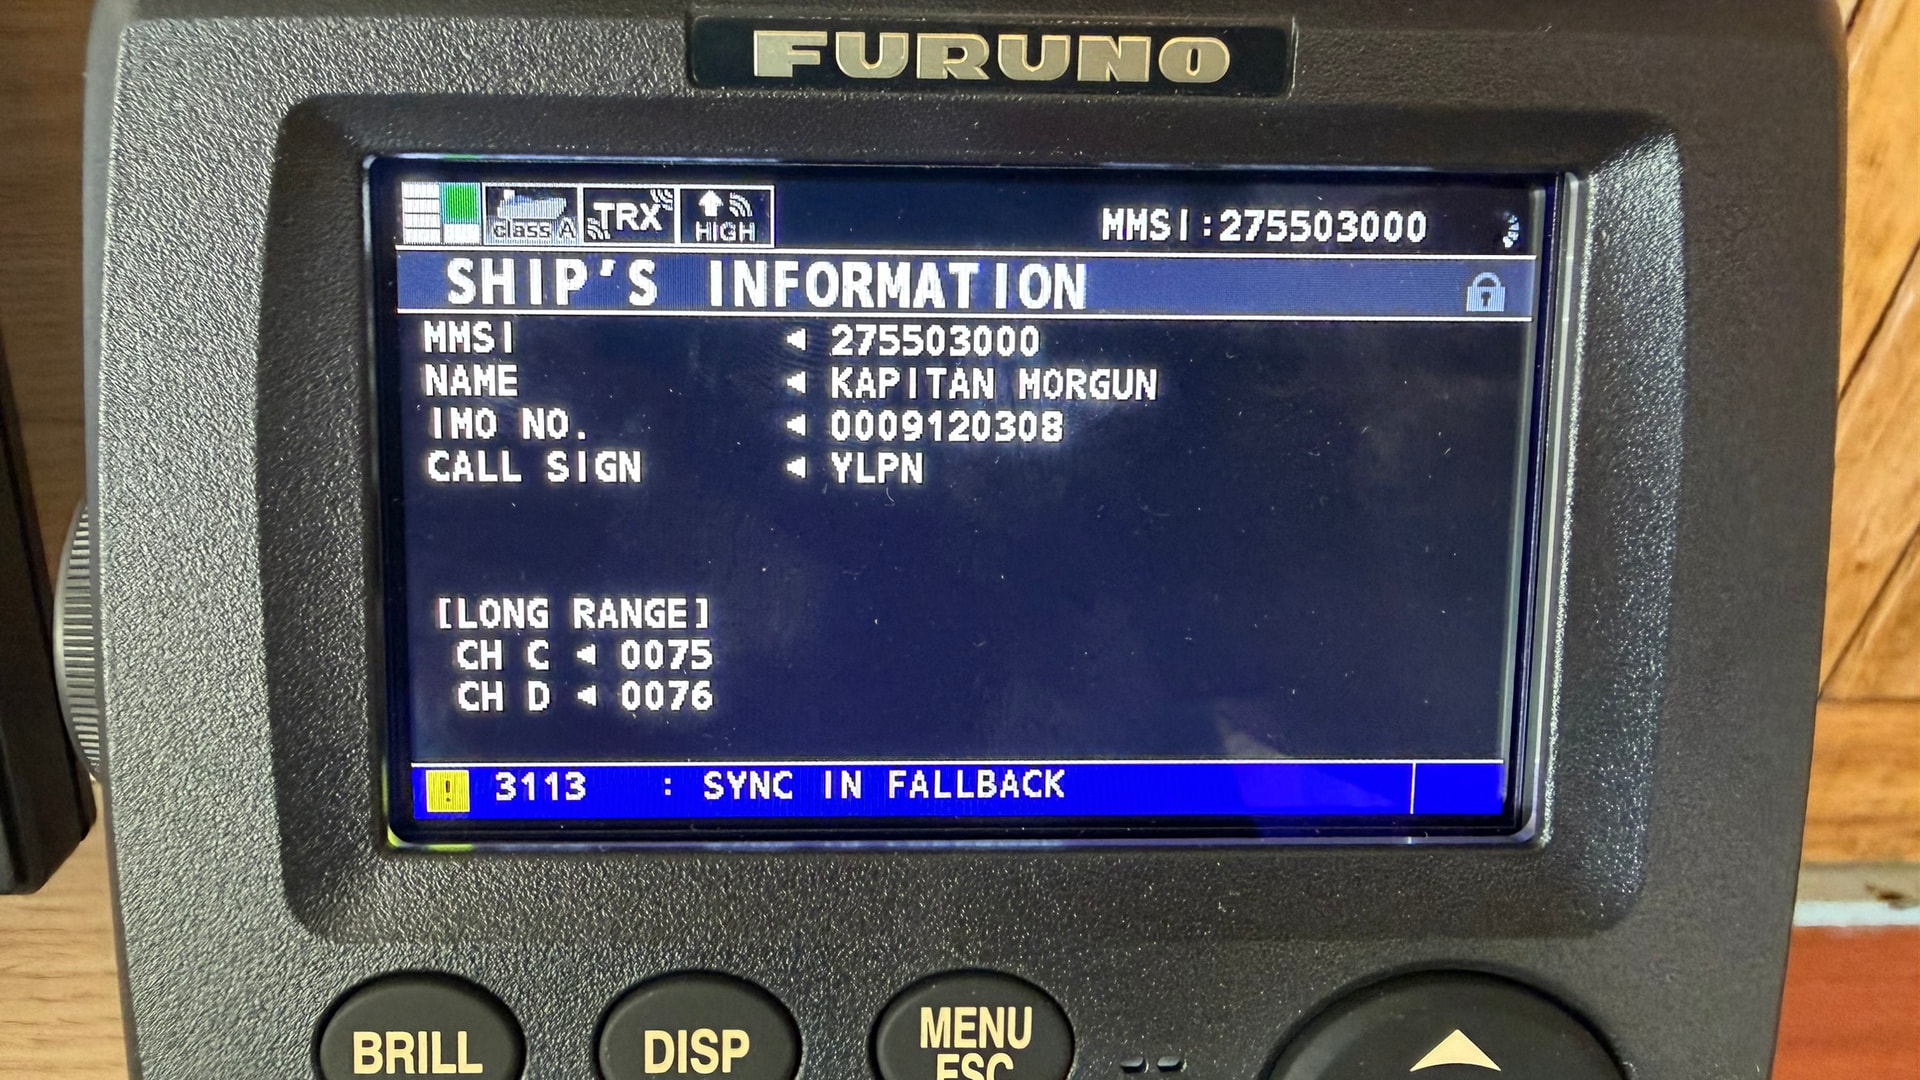 FURUNO
class A TRX HIGH MMSI:275503000
SHIP'S INFORMATION
MMSI ◄ 275503000
NAME ◄ KAPITAN MORGUN
IMO NO. ◄ 0009120308
CALL SIGN ◄ YLPN
[LONG RANGE]
CH C ◄ 0075
CH D ◄ 0076
! 3113 : SYNC IN FALLBACK
BRILL DISP MENU
ESC